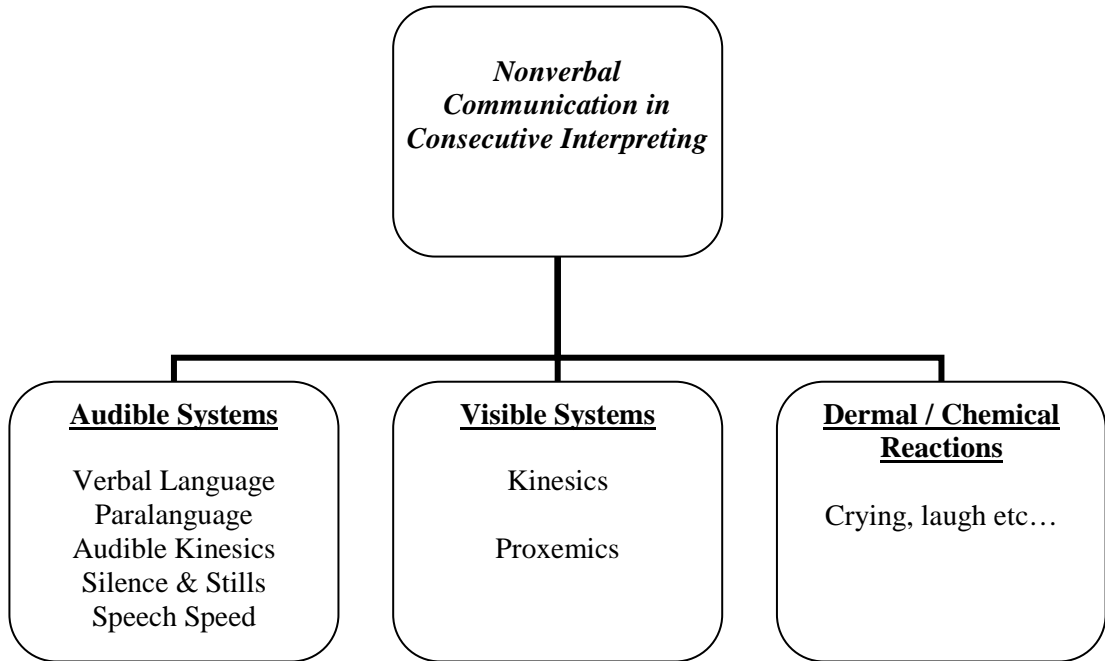 Nonverbal
Communication in
Consecutive Interpreting
Audible Systems
Verbal Language
Paralanguage
Audible Kinesics
Silence & Stills
Speech Speed
Visible Systems
Kinesics
Proxemics
Dermal / Chemical
Reactions
Crying, laugh etc…